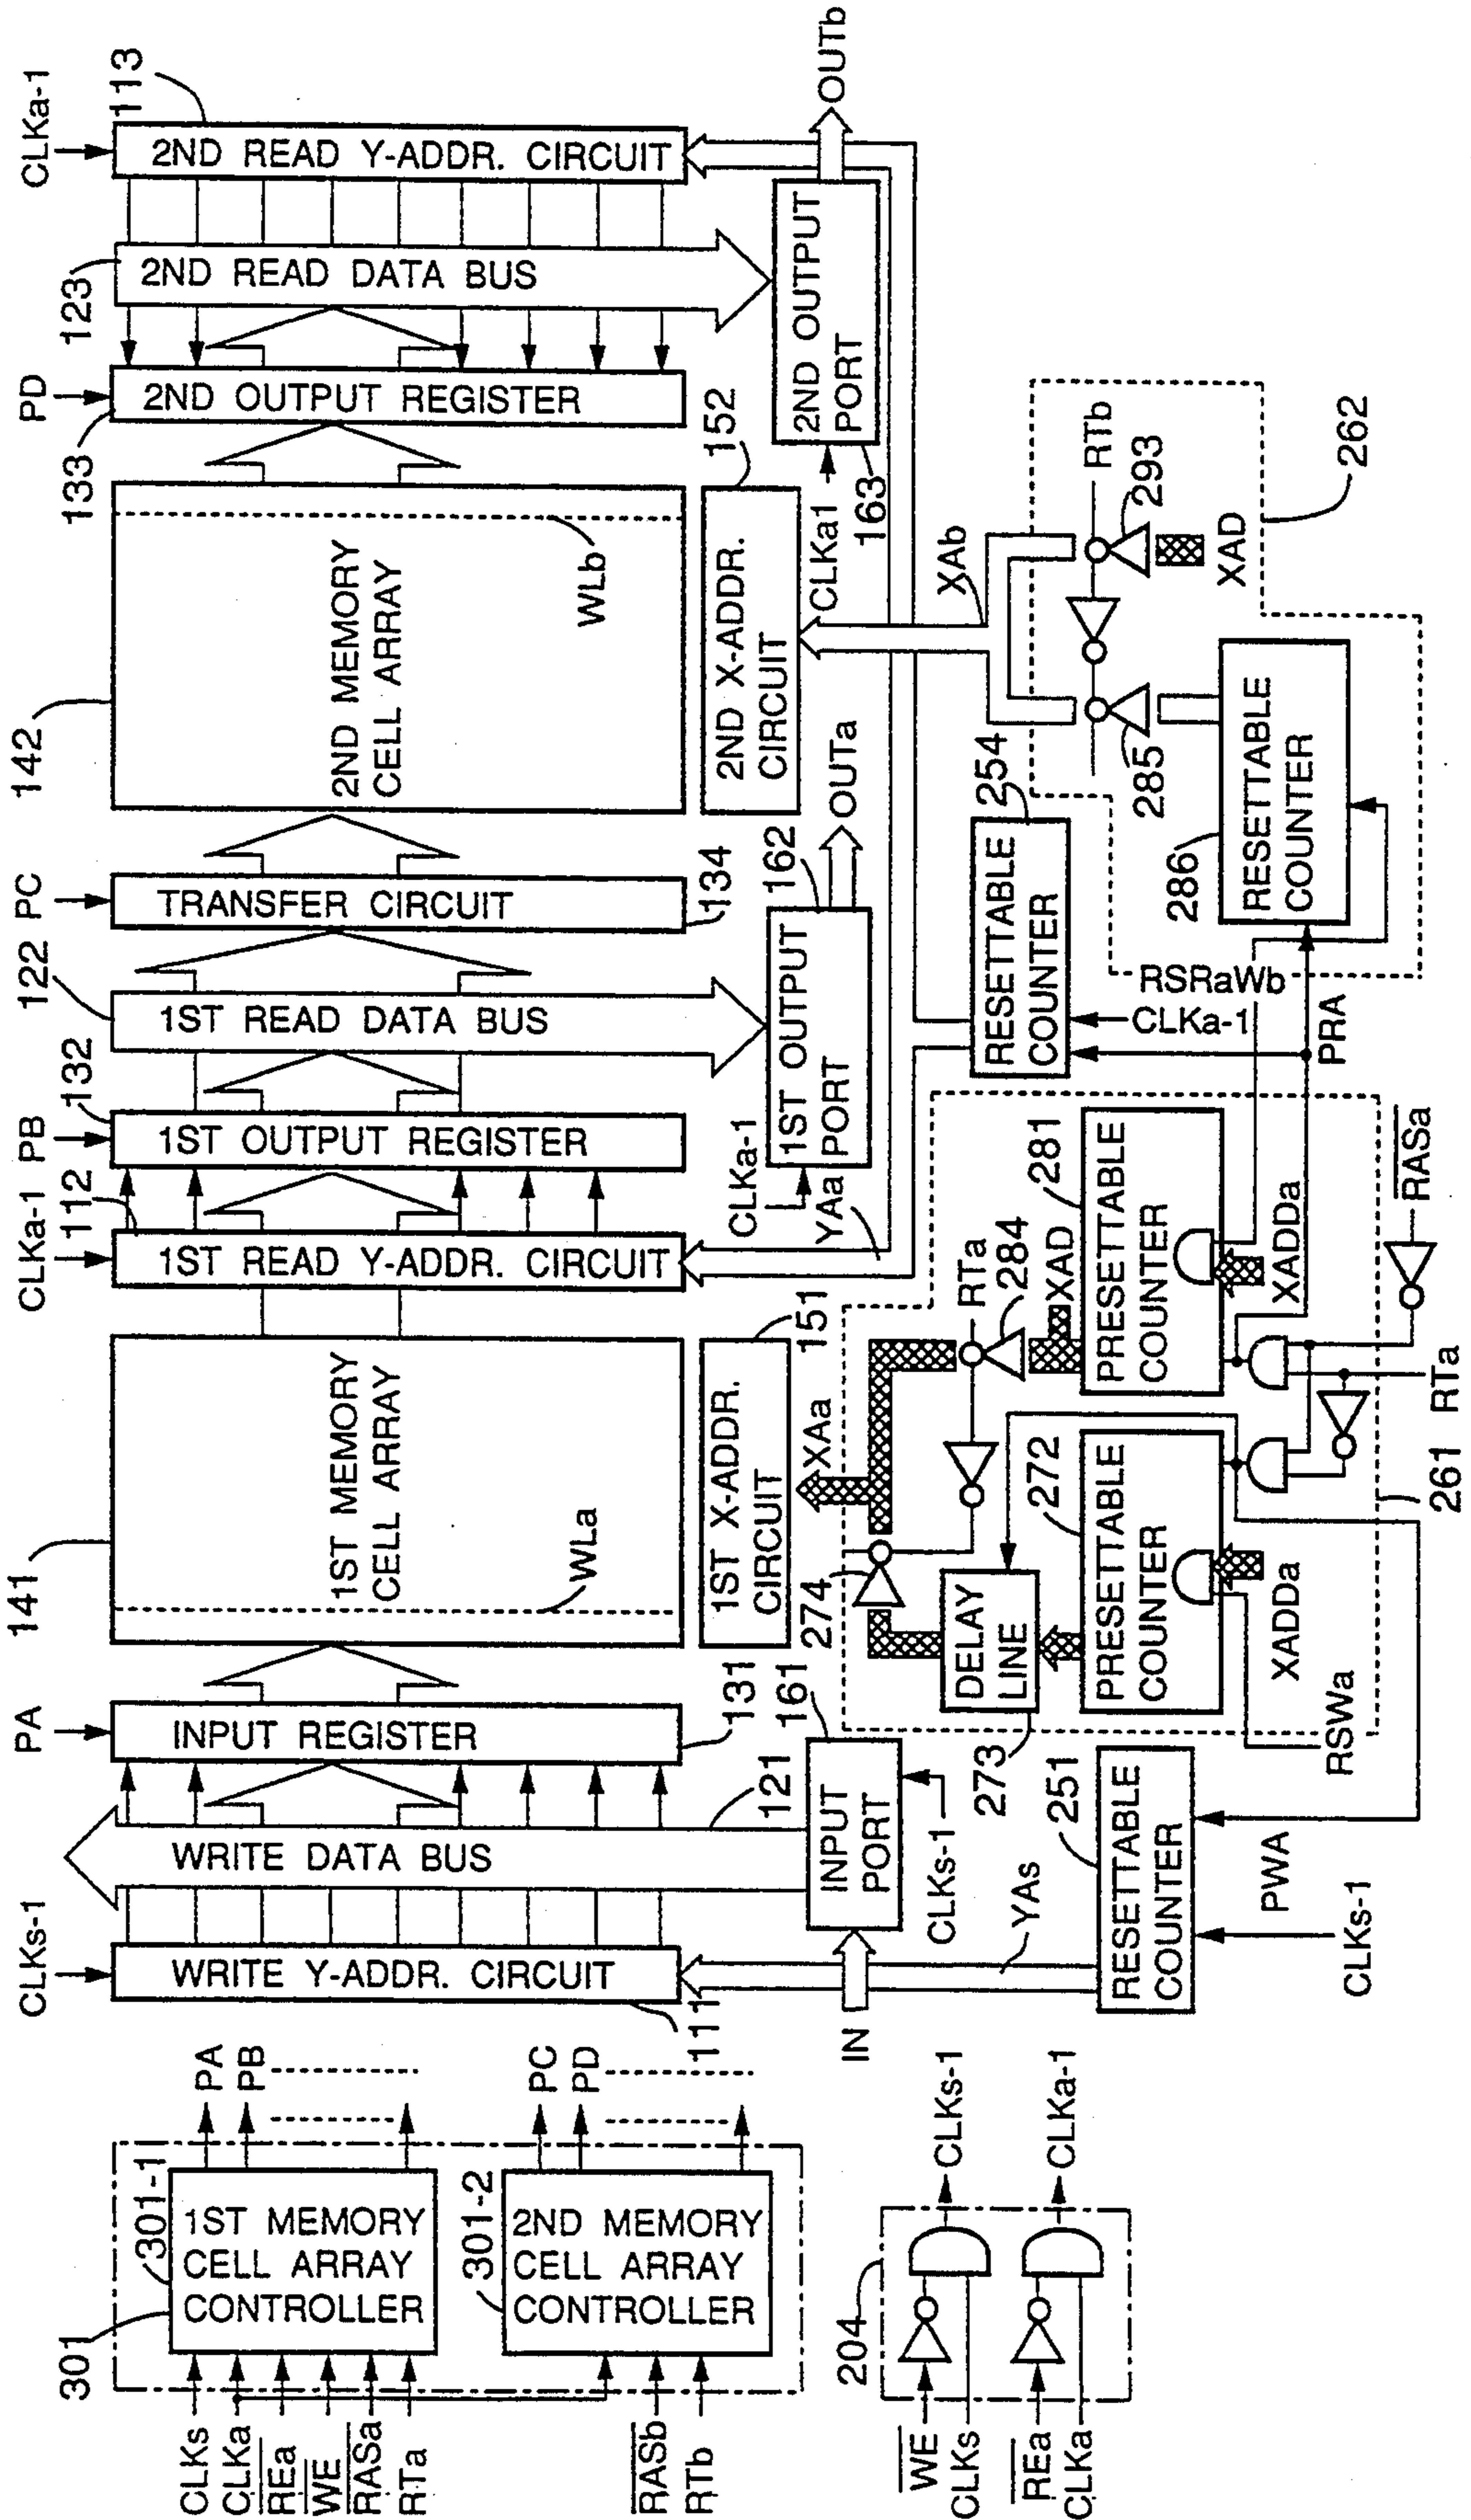 CLKs
CLKa
REa
WE
RASa
RTa
RASb
RTb
301
301-1
1ST MEMORY
CELL ARRAY
CONTROLLER
301-2
2ND MEMORY
CELL ARRAY
CONTROLLER
PA
PB
PC
PD
WE
CLKs
REa
CLKa
204
CLKs-1
CLKa-1
CLKs-1
WRITE Y-ADDR. CIRCUIT
111
WRITE DATA BUS
121
PA
INPUT REGISTER
131
IN
INPUT
PORT
161
CLKs-1
YAs
RESETTABLE
COUNTER
251
PWA
CLKs-1
141
1ST MEMORY
CELL ARRAY
WLa
1ST X-ADDR.
CIRCUIT
151
CLKa-1
112
1ST READ Y-ADDR. CIRCUIT
PB
132
1ST OUTPUT REGISTER
122
1ST READ DATA BUS
PC
TRANSFER CIRCUIT
134
CLKa-1
YAa
1ST OUTPUT
PORT
162
OUTa
142
2ND MEMORY
CELL ARRAY
WLb
2ND X-ADDR.
CIRCUIT
152
PD
133
2ND OUTPUT REGISTER
123
2ND READ DATA BUS
CLKa-1
113
2ND READ Y-ADDR. CIRCUIT
CLKa1
2ND OUTPUT
PORT
163
OUTb
274
XAa
DELAY
LINE
273
PRESETTABLE
COUNTER
272
XADDa
RSWa
261
RTa
284
XAD
PRESETTABLE
COUNTER
281
XADDa
RTa
RASa
RESETTABLE
COUNTER
254
CLKa-1
RSRaWb
PRA
XAb
285
286
RESETTABLE
COUNTER
RTb
293
XAD
262